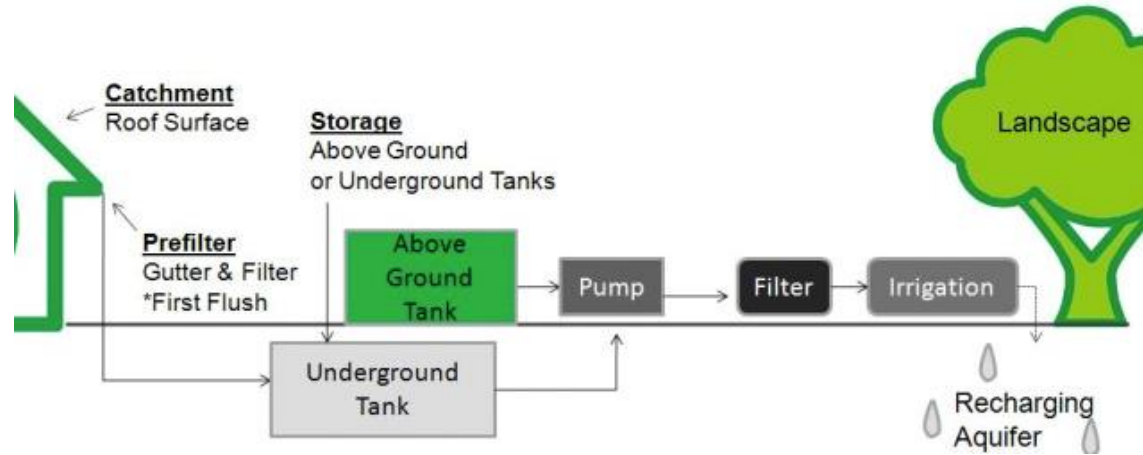 Catchment
Roof Surface
Storage
Above Ground
or Underground Tanks
Landscape
Prefilter
Gutter & Filter
*First Flush
Above
Ground
Tank
Pump
Filter
Irrigation
Underground
Tank
Recharging
Aquifer